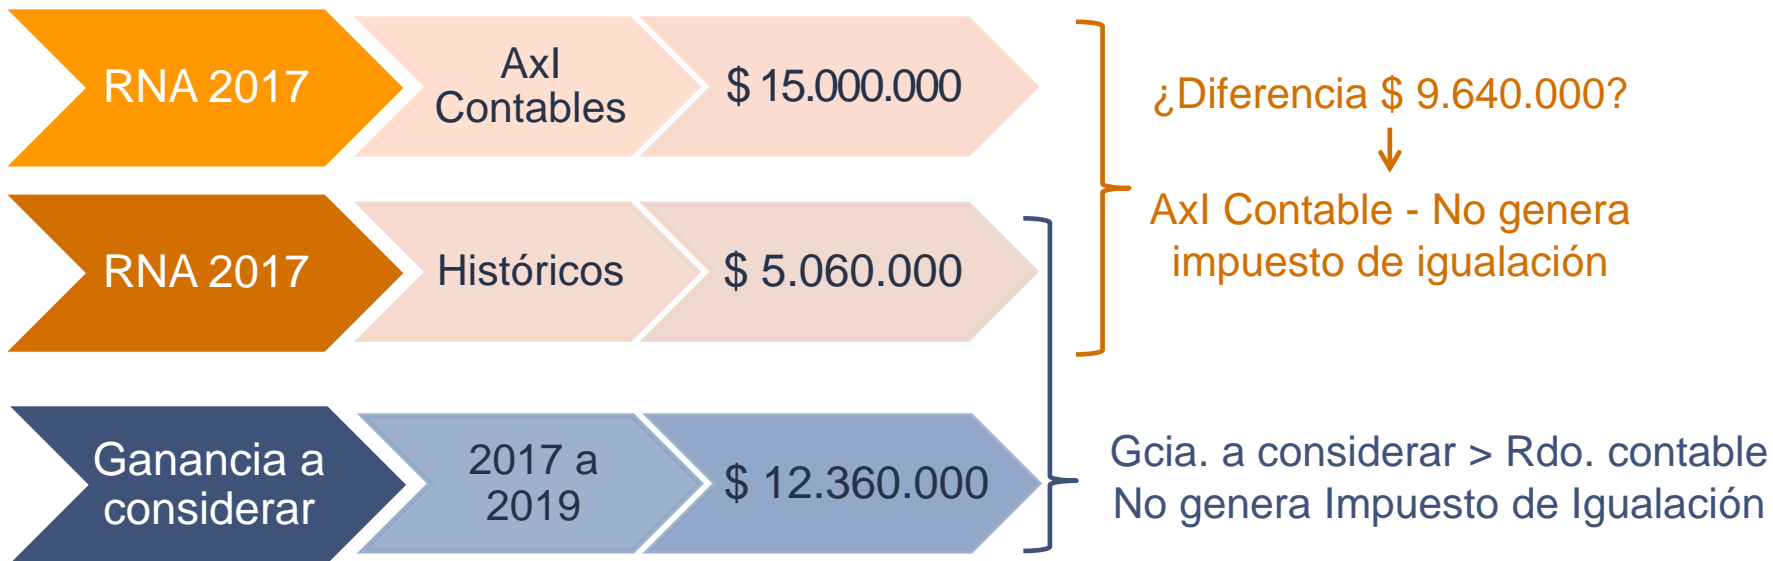 RNA 2017
AxI
Contables
$ 15.000.000
¿Diferencia $ 9.640.000?
AxI Contable - No genera
impuesto de igualación
RNA 2017
Históricos
$ 5.060.000
Ganancia a
considerar
2017 a
2019
$ 12.360.000
Gcia. a considerar > Rdo. contable
No genera Impuesto de Igualación